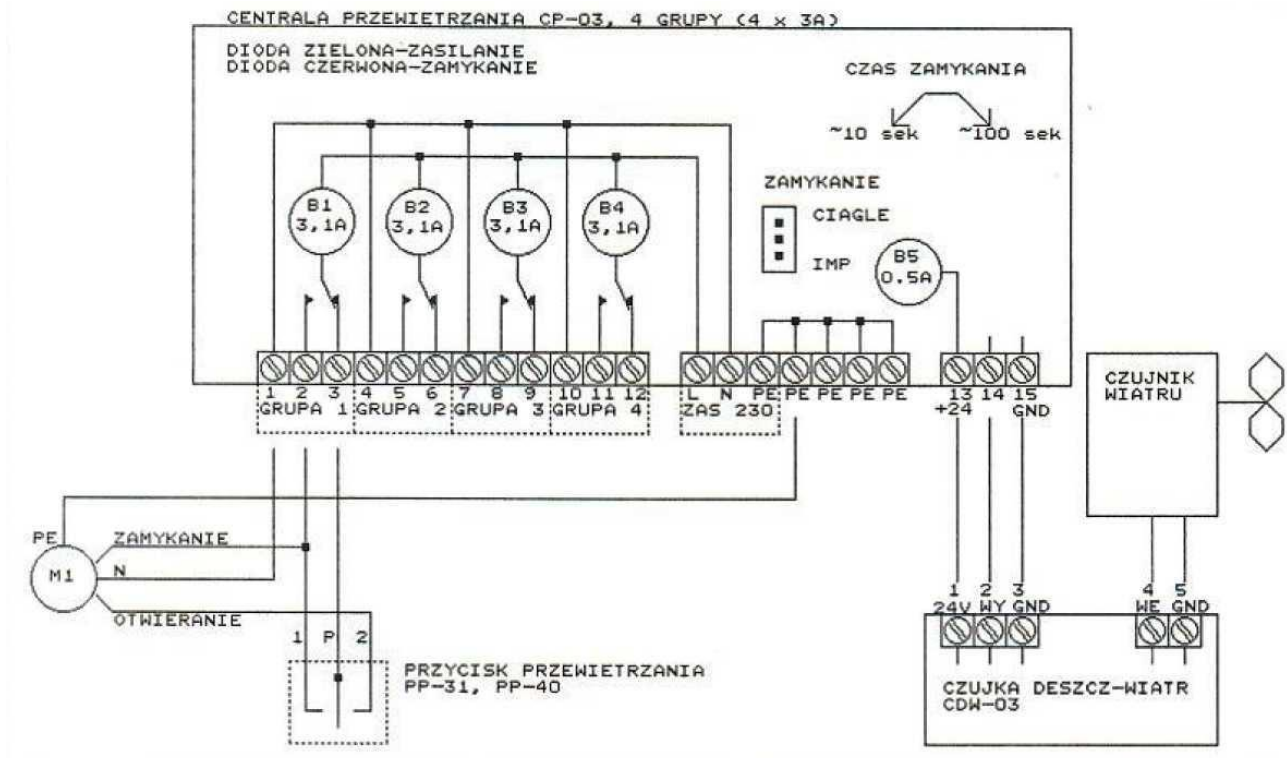 CENTRALA PRZEWIETRZANIA CP-03, 4 GRUPY (4 x 3A)
DIODA ZIELONA-ZASILANIE
DIODA CZERWONA-ZAMYKANIE
CZAS ZAMYKANIA
~10 sek
~100 sek
ZAMYKANIE
CIAGLE
IMP
B1
3,1A
B2
3,1A
B3
3,1A
B4
3,1A
B5
0.5A
1 2 3 4 5 6 7 8 9 10 11 12
GRUPA 1 GRUPA 2 GRUPA 3 GRUPA 4
L N PE PE PE PE PE
ZAS 230
13 14 15
+24 GND
CZUJNIK
WIATRU
PE
ZAMYKANIE
M1
N
OTWIERANIE
1 P 2
PRZYCISK PRZEWIETRZANIA
PP-31, PP-40
1 2 3
24V WY GND
4 5
WE GND
CZUJKA DESZCZ-WIATR
CDW-03